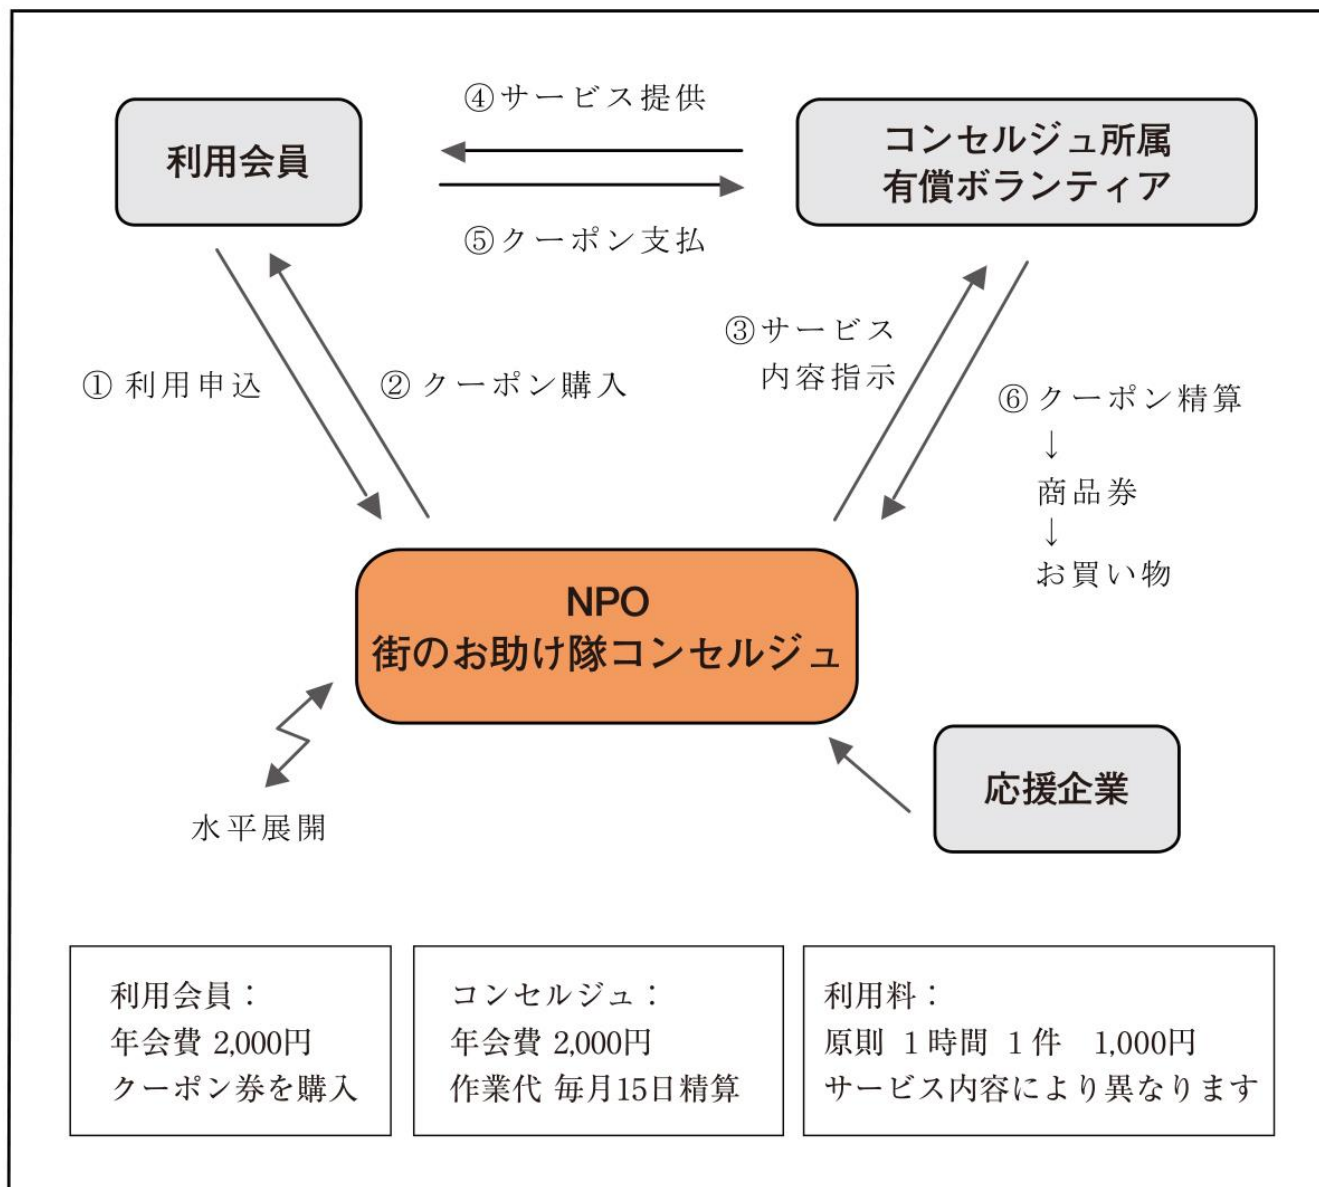 ④サービス提供
利用会員
コンセルジュ所属
有償ボランティア
⑤クーポン支払
① 利用申込
② クーポン購入
③サービス
内容指示
⑥ クーポン精算
↓
商品券
↓
お買い物
NPO
街のお助け隊コンセルジュ
水平展開
応援企業
利用会員：
年会費 2,000円
クーポン券を購入
コンセルジュ：
年会費 2,000円
作業代 毎月15日精算
利用料：
原則 1時間 1件　1,000円
サービス内容により異なります